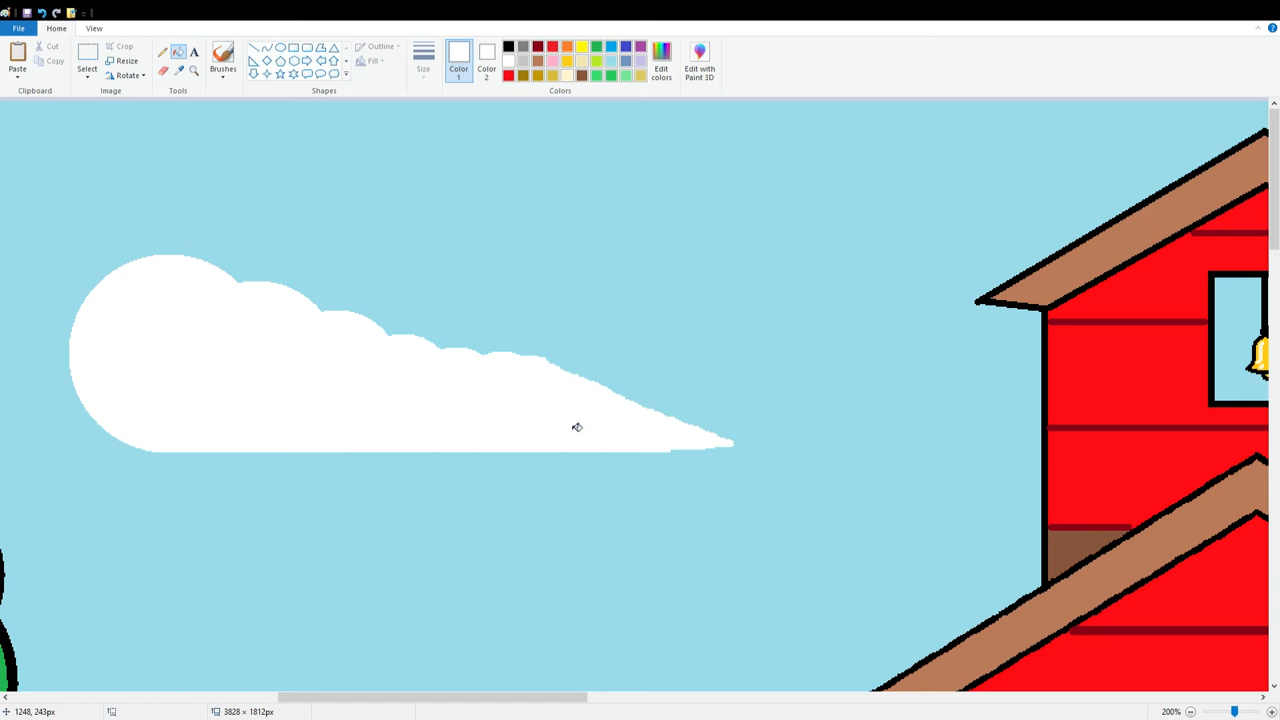 File Home View
Paste
Cut
Copy
Clipboard
Select
Crop
Resize
Rotate
Image
A
Tools
Brushes
Outline
Fill
Shapes
Size
Color
1
Color
2
Edit
colors
Colors
Edit with
Paint 3D
1248, 243px
3828 × 1812px
200%